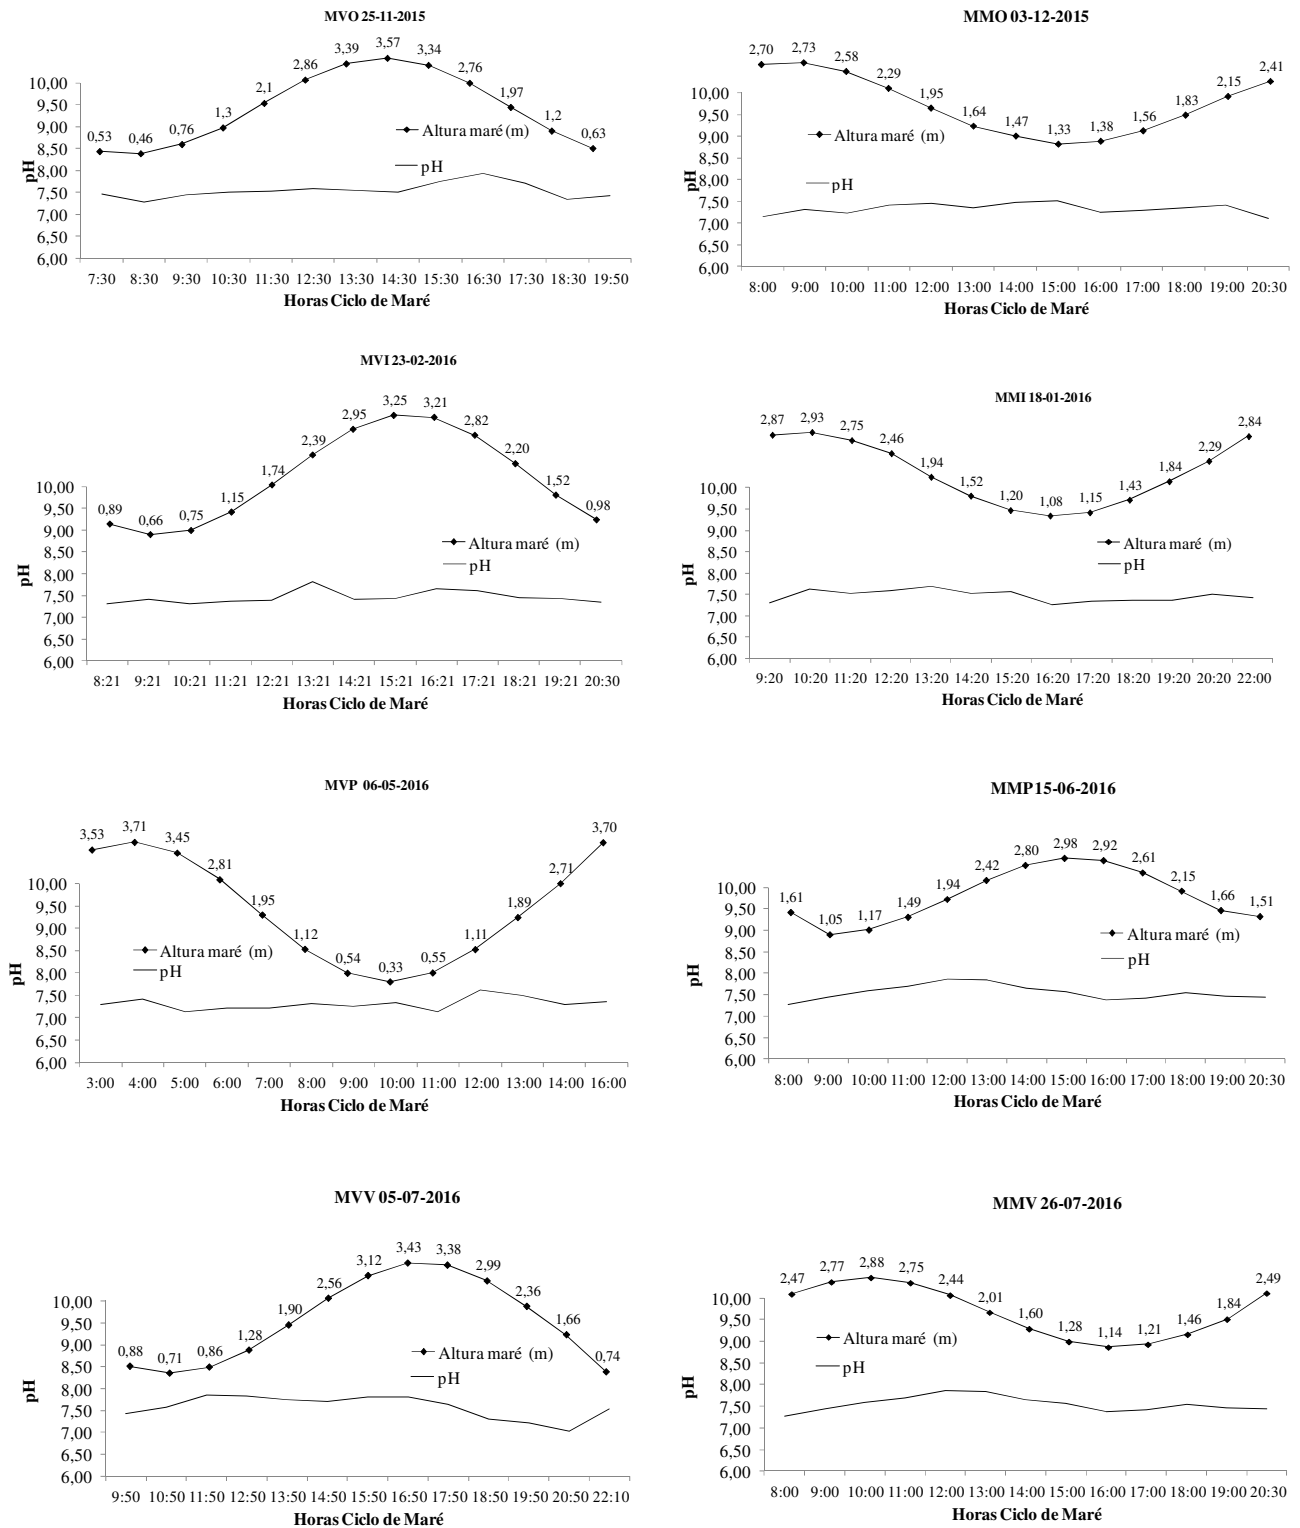 MVO 25-11-2015
0,53 0,46 0,76 1,3 2,1 2,86 3,39 3,57 3,34 2,76 1,97 1,2 0,63
10,00
9,50
9,00
8,50
8,00
7,50
7,00
6,50
6,00
pH
Altura maré (m)
pH
7:30 8:30 9:30 10:30 11:30 12:30 13:30 14:30 15:30 16:30 17:30 18:30 19:50
Horas Ciclo de Maré
MMO 03-12-2015
2,70 2,73 2,58 2,29 1,95 1,64 1,47 1,33 1,38 1,56 1,83 2,15 2,41
10,00
9,50
9,00
8,50
8,00
7,50
7,00
6,50
6,00
pH
Altura maré (m)
pH
8:00 9:00 10:00 11:00 12:00 13:00 14:00 15:00 16:00 17:00 18:00 19:00 20:30
Horas Ciclo de Maré
MVI 23-02-2016
0,89 0,66 0,75 1,15 1,74 2,39 2,95 3,25 3,21 2,82 2,20 1,52 0,98
10,00
9,50
9,00
8,50
8,00
7,50
7,00
6,50
6,00
pH
Altura maré (m)
pH
8:21 9:21 10:21 11:21 12:21 13:21 14:21 15:21 16:21 17:21 18:21 19:21 20:30
Horas Ciclo de Maré
MMI 18-01-2016
2,87 2,93 2,75 2,46 1,94 1,52 1,20 1,08 1,15 1,43 1,84 2,29 2,84
10,00
9,50
9,00
8,50
8,00
7,50
7,00
6,50
6,00
pH
Altura maré (m)
pH
9:20 10:20 11:20 12:20 13:20 14:20 15:20 16:20 17:20 18:20 19:20 20:20 22:00
Horas Ciclo de Maré
MVP 06-05-2016
3,53 3,71 3,45 2,81 1,95 1,12 0,54 0,33 0,55 1,11 1,89 2,71 3,70
10,00
9,50
9,00
8,50
8,00
7,50
7,00
6,50
6,00
pH
Altura maré (m)
pH
3:00 4:00 5:00 6:00 7:00 8:00 9:00 10:00 11:00 12:00 13:00 14:00 16:00
Horas Ciclo de Maré
MMP 15-06-2016
1,61 1,05 1,17 1,49 1,94 2,42 2,80 2,98 2,92 2,61 2,15 1,66 1,51
10,00
9,50
9,00
8,50
8,00
7,50
7,00
6,50
6,00
pH
Altura maré (m)
pH
8:00 9:00 10:00 11:00 12:00 13:00 14:00 15:00 16:00 17:00 18:00 19:00 20:30
Horas Ciclo de Maré
MVV 05-07-2016
0,88 0,71 0,86 1,28 1,90 2,56 3,12 3,43 3,38 2,99 2,36 1,66 0,74
10,00
9,50
9,00
8,50
8,00
7,50
7,00
6,50
6,00
pH
Altura maré (m)
pH
9:50 10:50 11:50 12:50 13:50 14:50 15:50 16:50 17:50 18:50 19:50 20:50 22:10
Horas Ciclo de Maré
MMV 26-07-2016
2,47 2,77 2,88 2,75 2,44 2,01 1,60 1,28 1,14 1,21 1,46 1,84 2,49
10,00
9,50
9,00
8,50
8,00
7,50
7,00
6,50
6,00
pH
Altura maré (m)
pH
8:00 9:00 10:00 11:00 12:00 13:00 14:00 15:00 16:00 17:00 18:00 19:00 20:30
Horas Ciclo de Maré